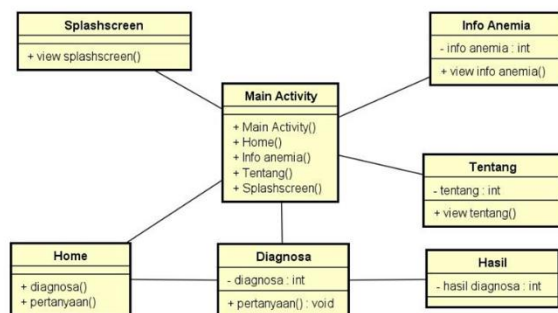 Splashscreen
+ view splashscreen()
Info Anemia
- info anemia : int
+ view info anemia()
Main Activity
+ Main Activity()
+ Home()
+ Info anemia()
+ Tentang()
+ Splashscreen()
Tentang
- tentang : int
+ view tentang()
Home
+ diagnosa()
+ pertanyaan()
Diagnosa
- diagnosa : int
+ pertanyaan() : void
Hasil
- hasil diagnosa : int